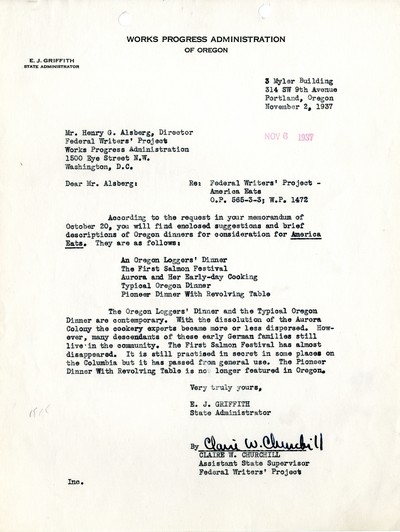 WORKS PROGRESS ADMINISTRATION
OF OREGON
E. J. GRIFFITH
STATE ADMINISTRATOR
3 Myler Building
314 SW 9th Avenue
Portland, Oregon
November 2, 1937
Mr. Henry G. Alsberg, Director
Federal Writers' Project
Works Progress Administration
1500 Eye Street N.W.
Washington, D.C.
NOV 6 1937
Dear Mr. Alsberg: Re: Federal Writers' Project -
America Eats
O.P. 565-3-3; W.P. 1472
According to the request in your memorandum of
October 20, you will find enclosed suggestions and brief
descriptions of Oregon dinners for consideration for America
Eats. They are as follows:
An Oregon Loggers' Dinner
The First Salmon Festival
Aurora and Her Early-day Cooking
Typical Oregon Dinner
Pioneer Dinner With Revolving Table
The Oregon Loggers' Dinner and the Typical Oregon
Dinner are contemporary. With the dissolution of the Aurora
Colony the cookery experts became more or less dispersed. How-
ever, many descendants of these early German families still
live in the community. The First Salmon Festival has almost
disappeared. It is still practised in secret in some places on
the Columbia but it has passed from general use. The Pioneer
Dinner With Revolving Table is no longer featured in Oregon.
Very truly yours,
E. J. GRIFFITH
State Administrator
By Claire W. Churchill
CLAIRE W. CHURCHILL
Assistant State Supervisor
Federal Writers' Project
Inc.